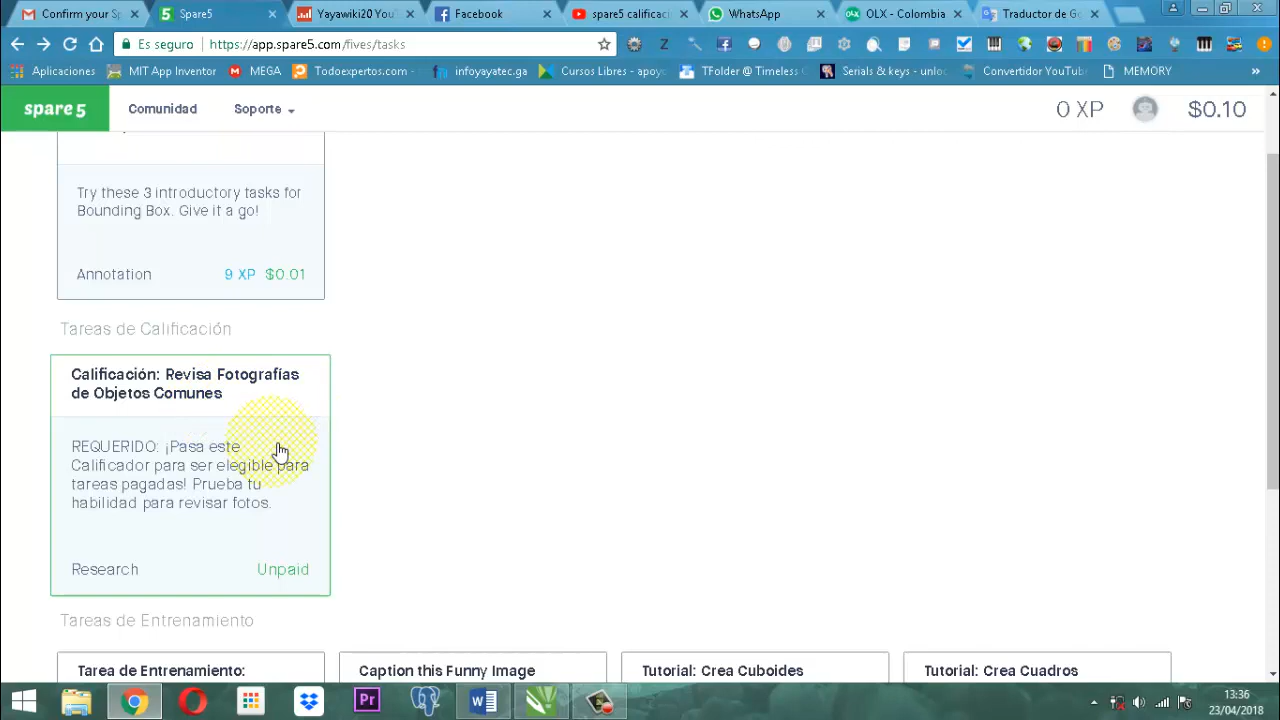 Confirm your S
Spare5
Yayawiki20 You
Facebook
spare5 calificac
WhatsApp
OLX - Colombia
Traductor de Go
Es seguro
https://app.spare5.com/fives/tasks
Aplicaciones
MIT App Inventor
MEGA
Todoexpertos.com -
infoyayatec.ga
Cursos Libres - apoy
TFolder @ Timeless
Serials & keys - unlo
Convertidor YouTub
MEMORY
»
spare5
Comunidad
Soporte
0 XP
$0.10
Try these 3 introductory tasks for
Bounding Box. Give it a go!
Annotation
9 XP $0.01
Tareas de Calificación
Calificación: Revisa Fotografías
de Objetos Comunes
REQUERIDO: ¡Pasa este
Calificador para ser elegible para
tareas pagadas! Prueba tu
habilidad para revisar fotos.
Research
Unpaid
Tareas de Entrenamiento
Tarea de Entrenamiento:
Caption this Funny Image
Tutorial: Crea Cuboides
Tutorial: Crea Cuadros
Pr
13:36
23/04/2018